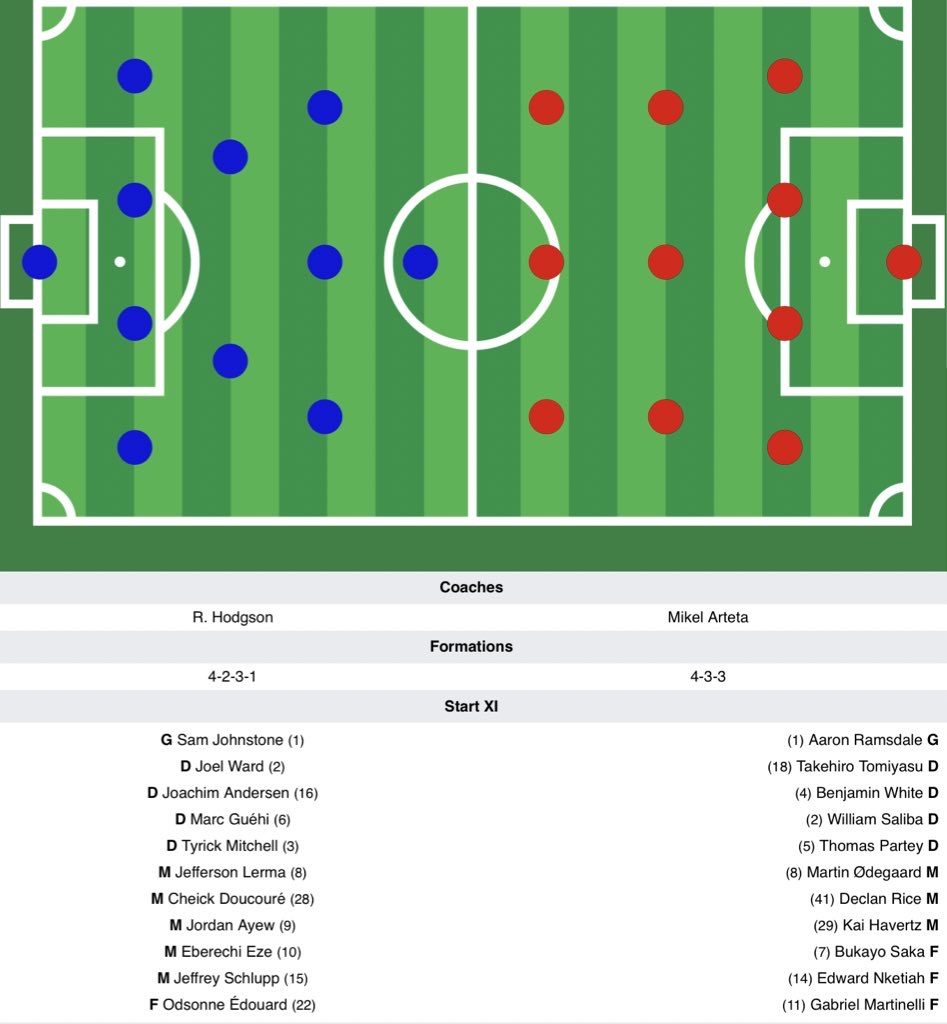 Coaches
R. Hodgson Mikel Arteta
Formations
4-2-3-1 4-3-3
Start XI
G Sam Johnstone (1) (1) Aaron Ramsdale G
D Joel Ward (2) (18) Takehiro Tomiyasu D
D Joachim Andersen (16) (4) Benjamin White D
D Marc Guéhi (6) (2) William Saliba D
D Tyrick Mitchell (3) (5) Thomas Partey D
M Jefferson Lerma (8) (8) Martin Ødegaard M
M Cheick Doucouré (28) (41) Declan Rice M
M Jordan Ayew (9) (29) Kai Havertz M
M Eberechi Eze (10) (7) Bukayo Saka F
M Jeffrey Schlupp (15) (14) Edward Nketiah F
F Odsonne Édouard (22) (11) Gabriel Martinelli F